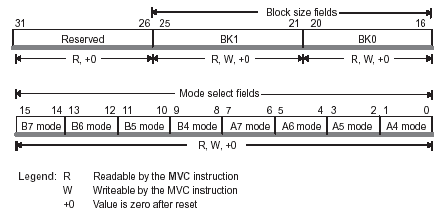 Block size fields
31 26 25 21 20 16
Reserved BK1 BK0
R, +0 R, W, +0 R, W, +0
Mode select fields
15 14 13 12 11 10 9 8 7 6 5 4 3 2 1 0
B7 mode B6 mode B5 mode B4 mode A7 mode A6 mode A5 mode A4 mode
R, W, +0
Legend: R Readable by the MVC instruction
W Writeable by the MVC instruction
+0 Value is zero after reset